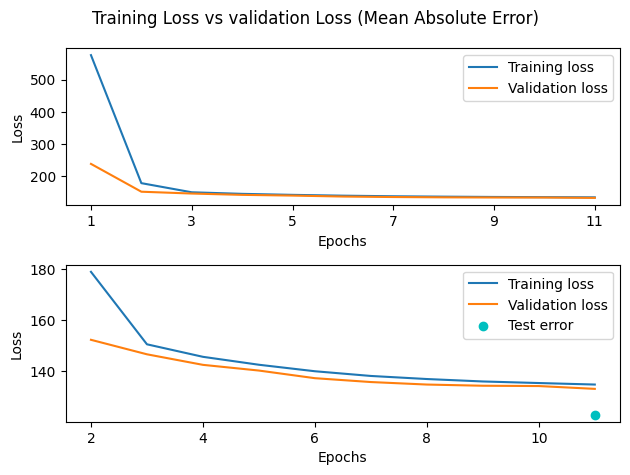 Training Loss vs validation Loss (Mean Absolute Error)
500
400
300
200
Loss
Training loss
Validation loss
1 3 5 7 9 11
Epochs
180
160
140
Loss
Training loss
Validation loss
Test error
2 4 6 8 10
Epochs